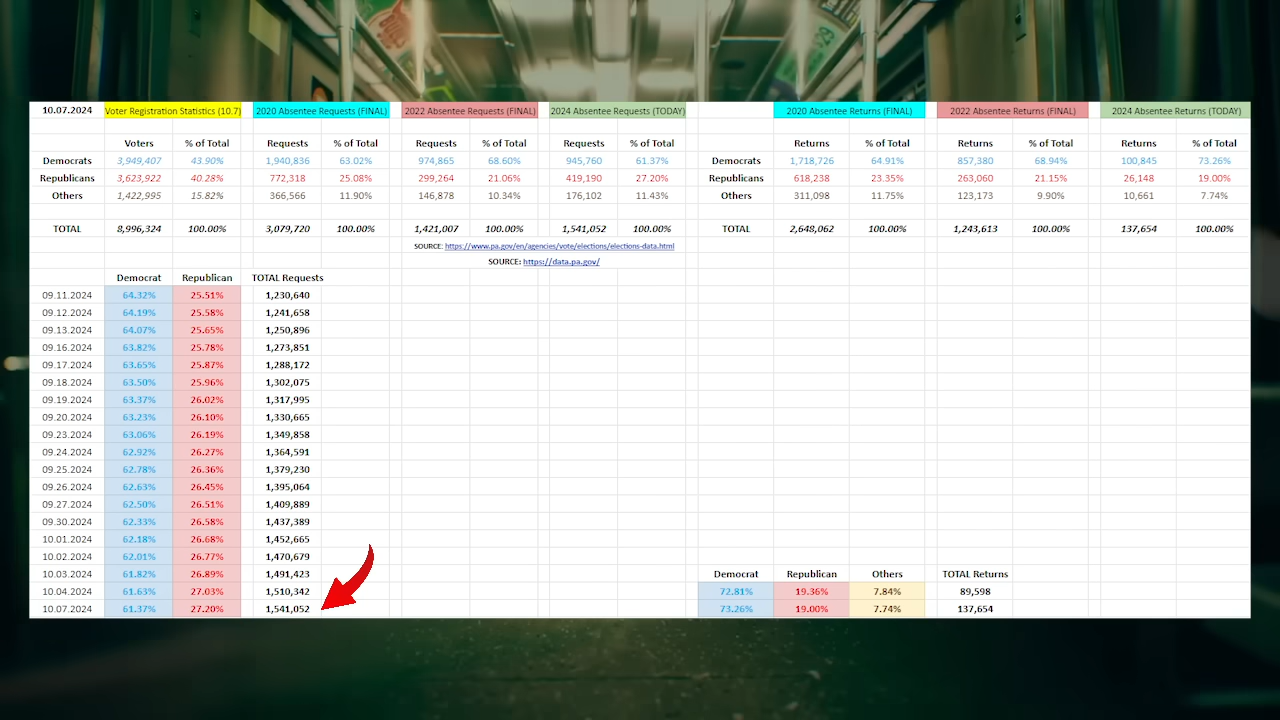 10.07.2024 Voter Registration Statistics (10.7) 2020 Absentee Requests (FINAL) 2022 Absentee Requests (FINAL) 2024 Absentee Requests (TODAY) 2020 Absentee Returns (FINAL) 2022 Absentee Returns (FINAL) 2024 Absentee Returns (TODAY)
Voters % of Total Requests % of Total Requests % of Total Requests % of Total Returns % of Total Returns % of Total Returns % of Total
Democrats 3,949,407 43.90% 1,940,836 63.02% 974,865 68.60% 945,760 61.37% Democrats 1,718,726 64.91% 857,380 68.94% 100,845 73.26%
Republicans 3,623,922 40.28% 772,318 25.08% 299,264 21.06% 419,190 27.20% Republicans 618,238 23.35% 263,060 21.15% 26,148 19.00%
Others 1,422,995 15.82% 366,566 11.90% 146,878 10.34% 176,102 11.43% Others 311,098 11.75% 123,173 9.90% 10,661 7.74%
TOTAL 8,996,324 100.00% 3,079,720 100.00% 1,421,007 100.00% 1,541,052 100.00% TOTAL 2,648,062 100.00% 1,243,613 100.00% 137,654 100.00%
SOURCE: https://www.pa.gov/en/agencies/vote/elections/elections-data.html
SOURCE: https://data.pa.gov/
Democrat Republican TOTAL Requests
09.11.2024 64.32% 25.51% 1,230,640
09.12.2024 64.19% 25.58% 1,241,658
09.13.2024 64.07% 25.65% 1,250,896
09.16.2024 63.82% 25.78% 1,273,851
09.17.2024 63.65% 25.87% 1,288,172
09.18.2024 63.50% 25.96% 1,302,075
09.19.2024 63.37% 26.02% 1,317,995
09.20.2024 63.23% 26.10% 1,330,665
09.23.2024 63.06% 26.19% 1,349,858
09.24.2024 62.92% 26.27% 1,364,591
09.25.2024 62.78% 26.36% 1,379,230
09.26.2024 62.63% 26.45% 1,395,064
09.27.2024 62.50% 26.51% 1,409,889
09.30.2024 62.33% 26.58% 1,437,389
10.01.2024 62.18% 26.68% 1,452,665
10.02.2024 62.01% 26.77% 1,470,679
10.03.2024 61.82% 26.89% 1,491,423 Democrat Republican Others TOTAL Returns
10.04.2024 61.63% 27.03% 1,510,342 72.81% 19.36% 7.84% 89,598
10.07.2024 61.37% 27.20% 1,541,052 73.26% 19.00% 7.74% 137,654